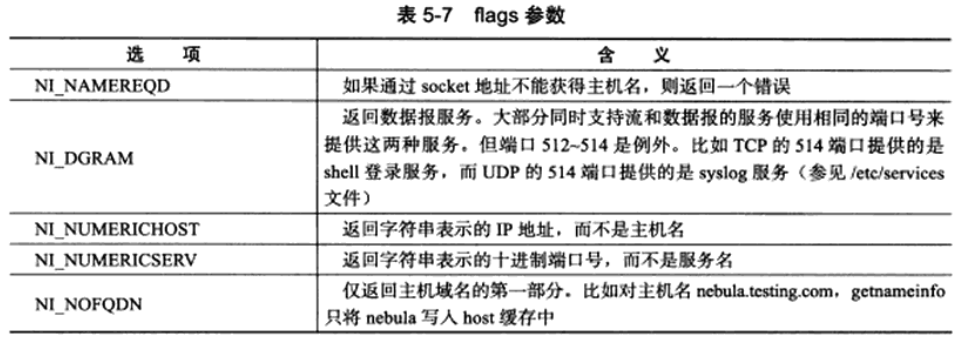 表 5-7 flags 参数
选 项 含 义
NI_NAMEREQD 如果通过 socket 地址不能获得主机名，则返回一个错误
NI_DGRAM 返回数据报服务。大部分同时支持流和数据报的服务使用相同的端口号来
提供这两种服务。但端口 512~514 是例外。比如 TCP 的 514 端口提供的是
shell 登录服务，而 UDP 的 514 端口提供的是 syslog 服务（参见 /etc/services
文件）
NI_NUMERICHOST 返回字符串表示的 IP 地址，而不是主机名
NI_NUMERICSERV 返回字符串表示的十进制端口号，而不是服务名
NI_NOFQDN 仅返回主机域名的第一部分。比如对主机名 nebula.testing.com，getnameinfo
只将 nebula 写入 host 缓存中